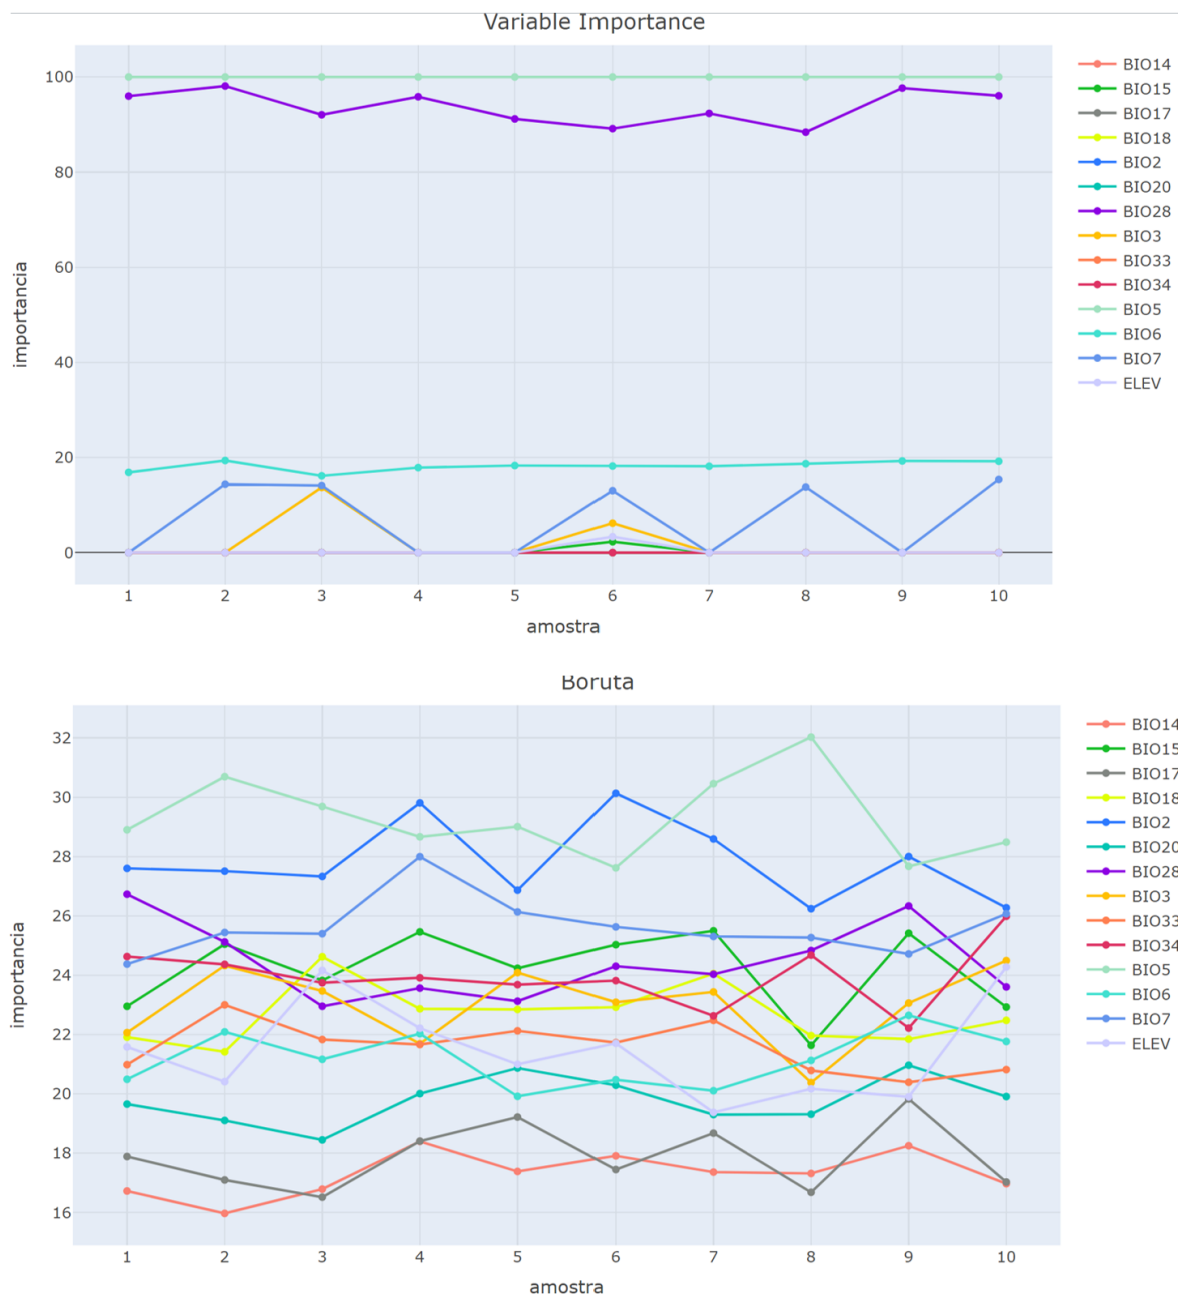 Variable Importance
importancia
100
80
60
40
20
0
1 2 3 4 5 6 7 8 9 10
amostra
BIO14
BIO15
BIO17
BIO18
BIO2
BIO20
BIO28
BIO3
BIO33
BIO34
BIO5
BIO6
BIO7
ELEV
Boruta
importancia
32
30
28
26
24
22
20
18
16
1 2 3 4 5 6 7 8 9 10
amostra
BIO14
BIO15
BIO17
BIO18
BIO2
BIO20
BIO28
BIO3
BIO33
BIO34
BIO5
BIO6
BIO7
ELEV